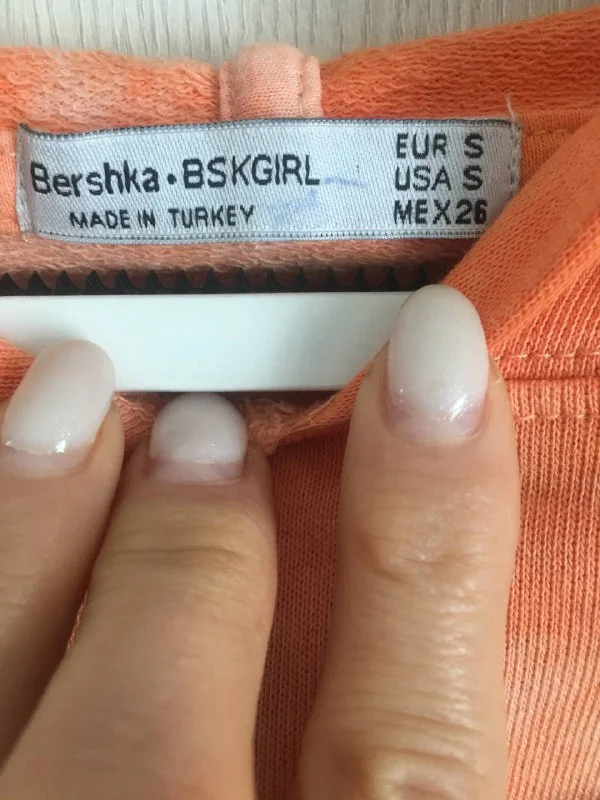 Bershka • BSKGIRL
MADE IN TURKEY
EUR S
USA S
MEX 26